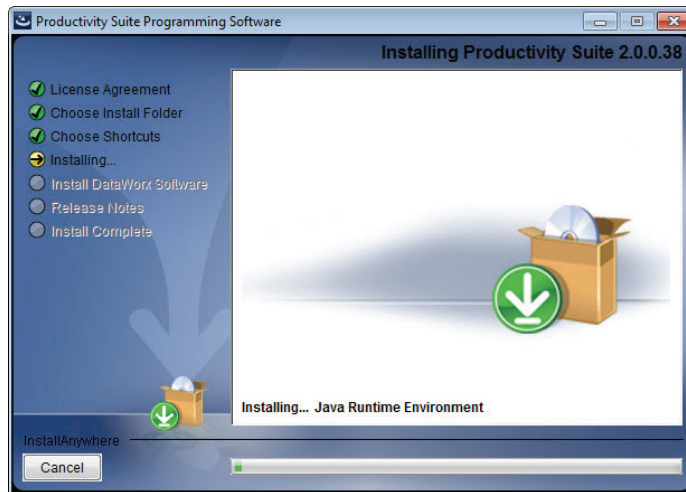 Productivity Suite Programming Software
Installing Productivity Suite 2.0.0.38
License Agreement
Choose Install Folder
Choose Shortcuts
Installing...
Install DataWorx Software
Release Notes
Install Complete
Installing... Java Runtime Environment
InstallAnywhere
Cancel